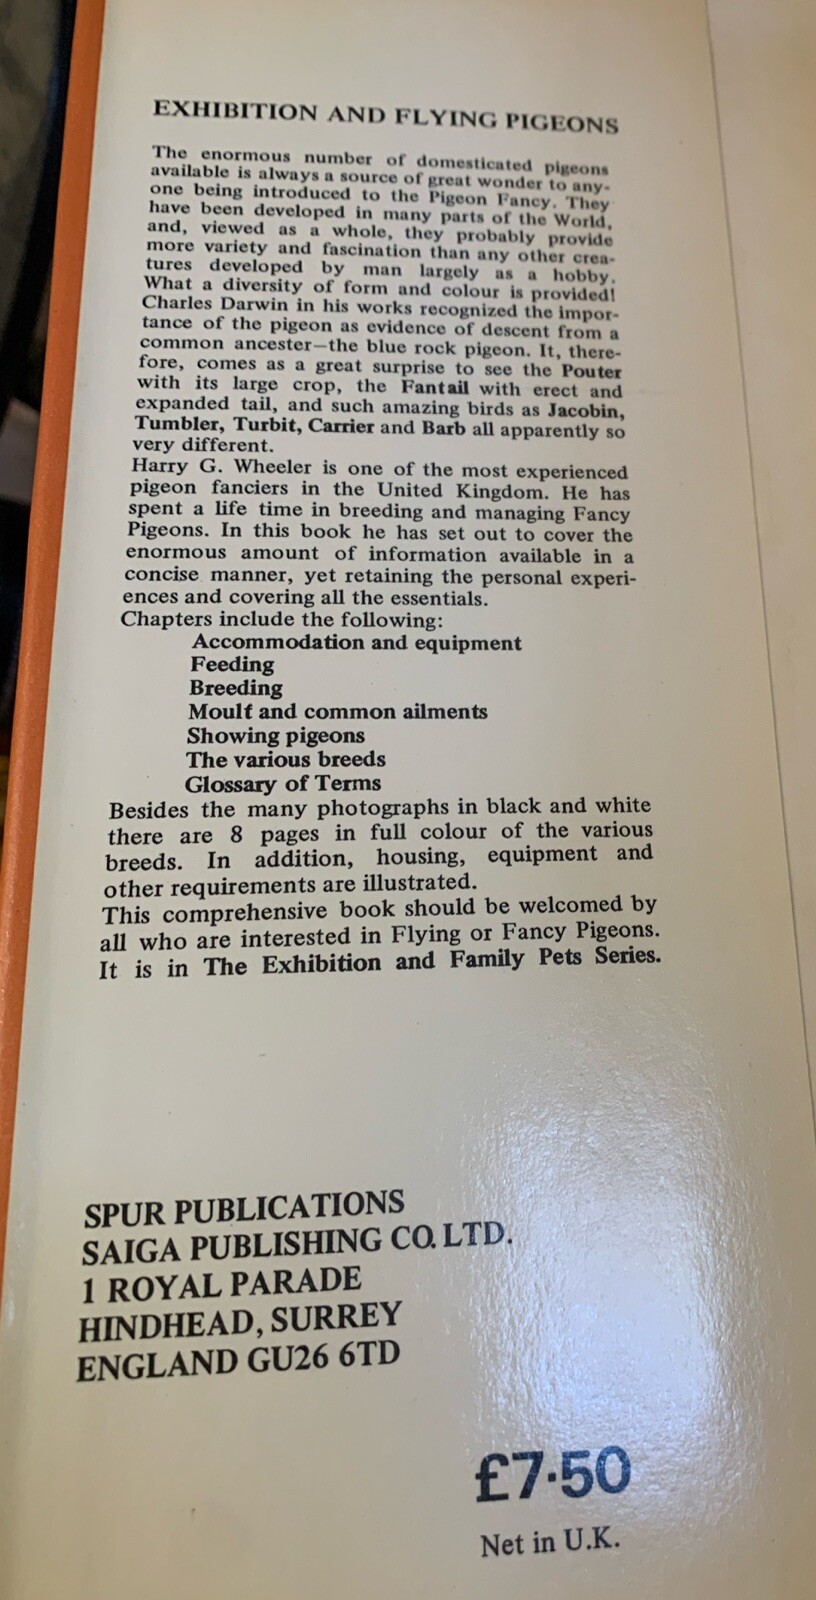 EXHIBITION AND FLYING PIGEONS
The enormous number of domesticated pigeons
available is always a source of great wonder to any-
one being introduced to the Pigeon Fancy. They
have been developed in many parts of the World,
and, viewed as a whole, they probably provide
more variety and fascination than any other crea-
tures developed by man largely as a hobby.
What a diversity of form and colour is provided!
Charles Darwin in his works recognized the impor-
tance of the pigeon as evidence of descent from a
common ancester—the blue rock pigeon. It, there-
fore, comes as a great surprise to see the Pouter
with its large crop, the Fantail with erect and
expanded tail, and such amazing birds as Jacobin,
Tumbler, Turbit, Carrier and Barb all apparently so
very different.
Harry G. Wheeler is one of the most experienced
pigeon fanciers in the United Kingdom. He has
spent a life time in breeding and managing Fancy
Pigeons. In this book he has set out to cover the
enormous amount of information available in a
concise manner, yet retaining the personal experi-
ences and covering all the essentials.
Chapters include the following:
Accommodation and equipment
Feeding
Breeding
Moult and common ailments
Showing pigeons
The various breeds
Glossary of Terms
Besides the many photographs in black and white
there are 8 pages in full colour of the various
breeds. In addition, housing, equipment and
other requirements are illustrated.
This comprehensive book should be welcomed by
all who are interested in Flying or Fancy Pigeons.
It is in The Exhibition and Family Pets Series.
SPUR PUBLICATIONS
SAIGA PUBLISHING CO. LTD.
1 ROYAL PARADE
HINDHEAD, SURREY
ENGLAND GU26 6TD
£7·50
Net in U.K.